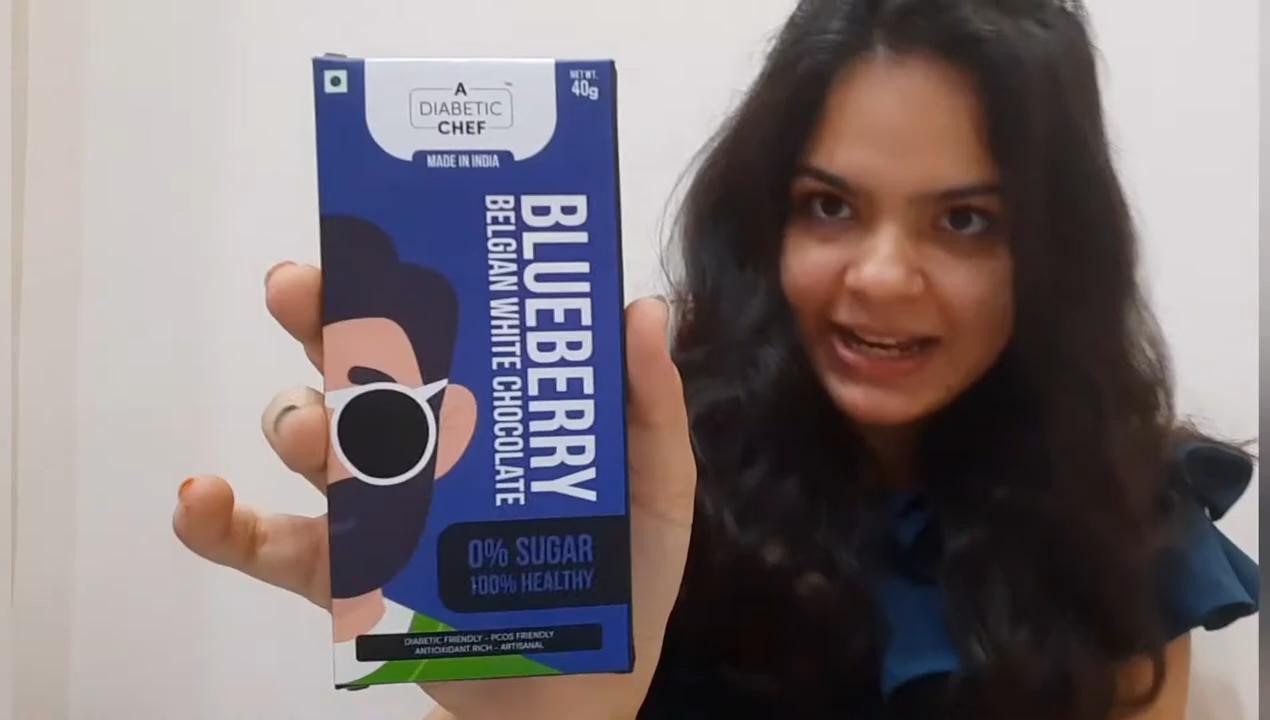 A
DIABETIC
CHEF
™
NET WT.
40g
MADE IN INDIA
BLUEBERRY
BELGIAN WHITE CHOCOLATE
0% SUGAR
100% HEALTHY
DIABETIC FRIENDLY - PCOS FRIENDLY
ANTIOXIDANT RICH - ARTISANAL